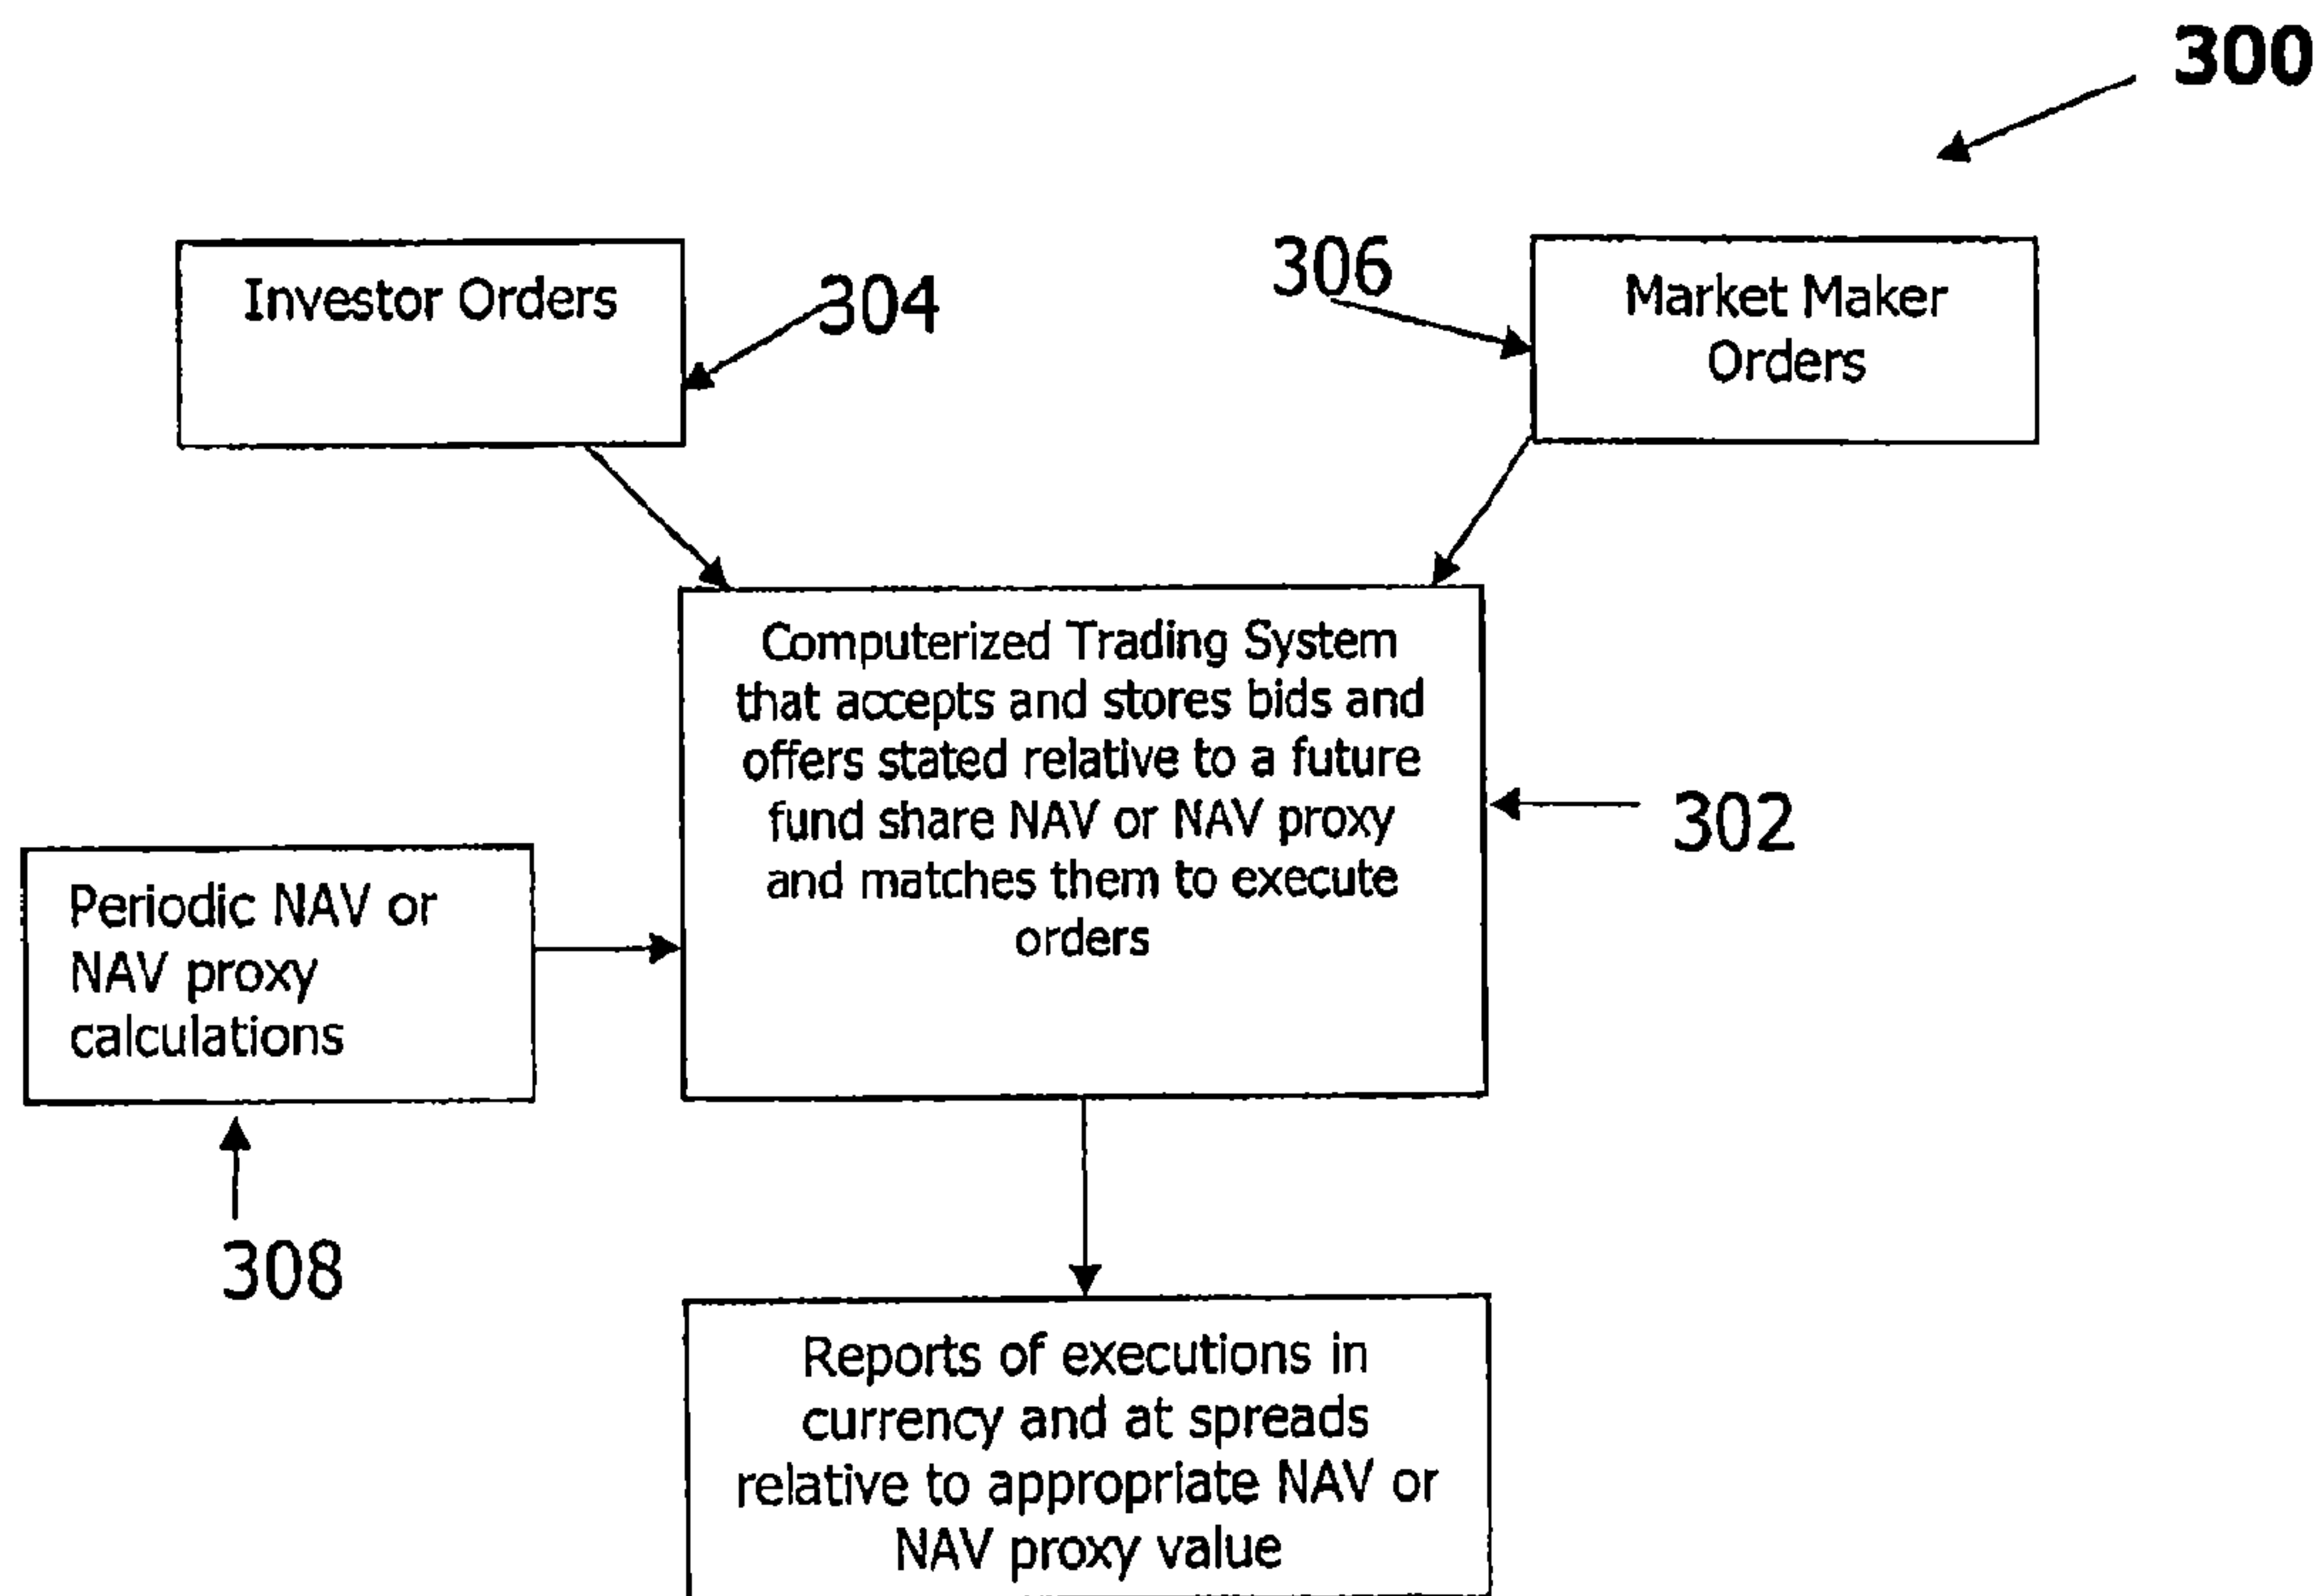 300
Investor Orders
304
306
Market Maker
Orders
Computerized Trading System
that accepts and stores bids and
offers stated relative to a future
fund share NAV or NAV proxy
and matches them to execute
orders
302
Periodic NAV or
NAV proxy
calculations
308
Reports of executions in
currency and at spreads
relative to appropriate NAV or
NAV proxy value